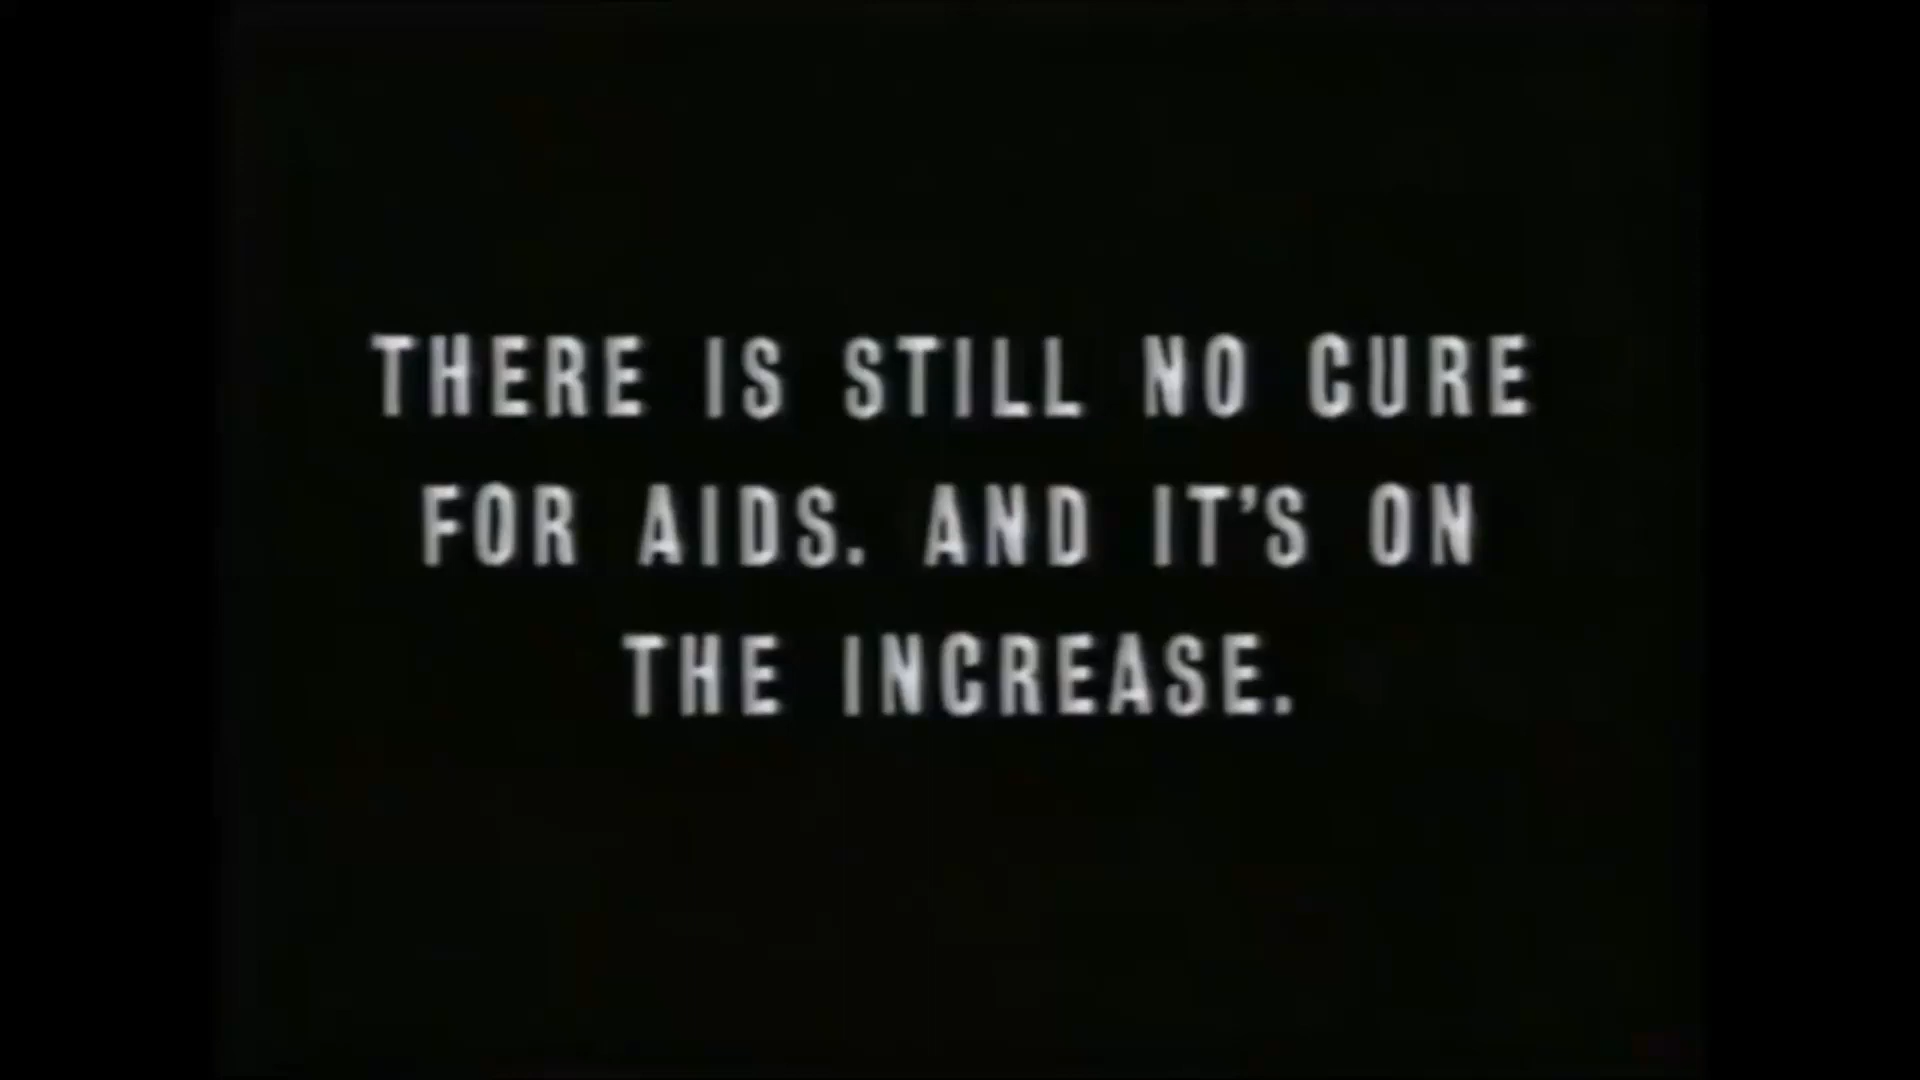 THERE IS STILL NO CURE
FOR AIDS. AND IT'S ON
THE INCREASE.